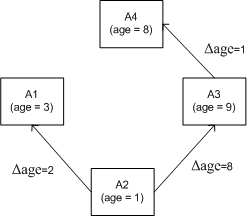 A4
(age = 8)
Δage=1
A1
(age = 3)
A3
(age = 9)
Δage=2
A2
(age = 1)
Δage=8